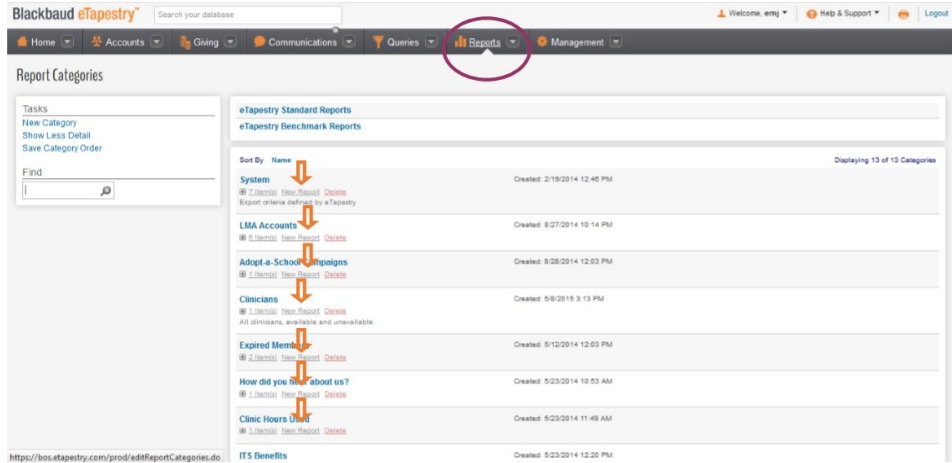 Blackbaud eTapestry™ Search your database Welcome, emj Help & Support Logout
Home Accounts Giving Communications Queries Reports Management
Report Categories
Tasks
New Category
Show Less Detail
Save Category Order
Find
eTapestry Standard Reports
eTapestry Benchmark Reports
Sort By Name Displaying 13 of 13 Categories
System Created: 2/19/2014 12:46 PM
7 Item(s) New Report Delete
Export criteria defined by eTapestry
LMA Accounts Created: 8/27/2014 10:14 PM
6 Item(s) New Report Delete
Adopt-a-School Campaigns Created: 8/28/2014 12:03 PM
1 Item(s) New Report Delete
Clinicians Created: 5/8/2015 3:13 PM
1 Item(s) New Report Delete
All clinicians, available and unavailable
Expired Members Created: 5/12/2014 12:03 PM
2 Item(s) New Report Delete
How did you hear about us? Created: 5/23/2014 10:53 AM
1 Item(s) New Report Delete
Clinic Hours Used Created: 5/23/2014 11:49 AM
1 Item(s) New Report Delete
ITS Benefits Created: 5/23/2014 12:20 PM
https://bos.etapestry.com/prod/editReportCategories.do